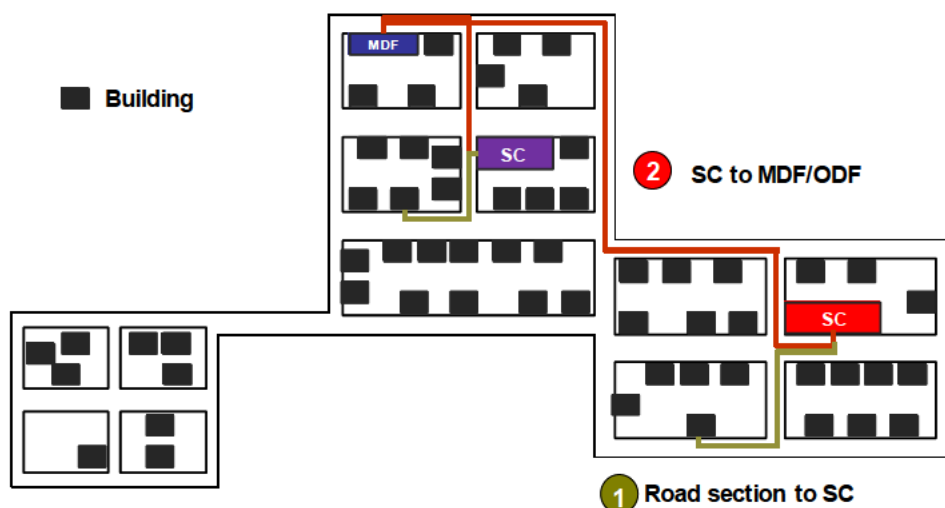 MDF
Building
SC
2 SC to MDF/ODF
SC
1 Road section to SC